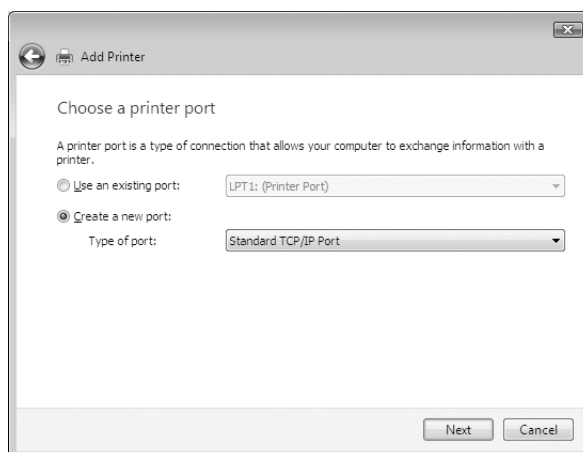 Add Printer
Choose a printer port
A printer port is a type of connection that allows your computer to exchange information with a
printer.
Use an existing port: LPT1: (Printer Port)
Create a new port:
Type of port: Standard TCP/IP Port
Next Cancel